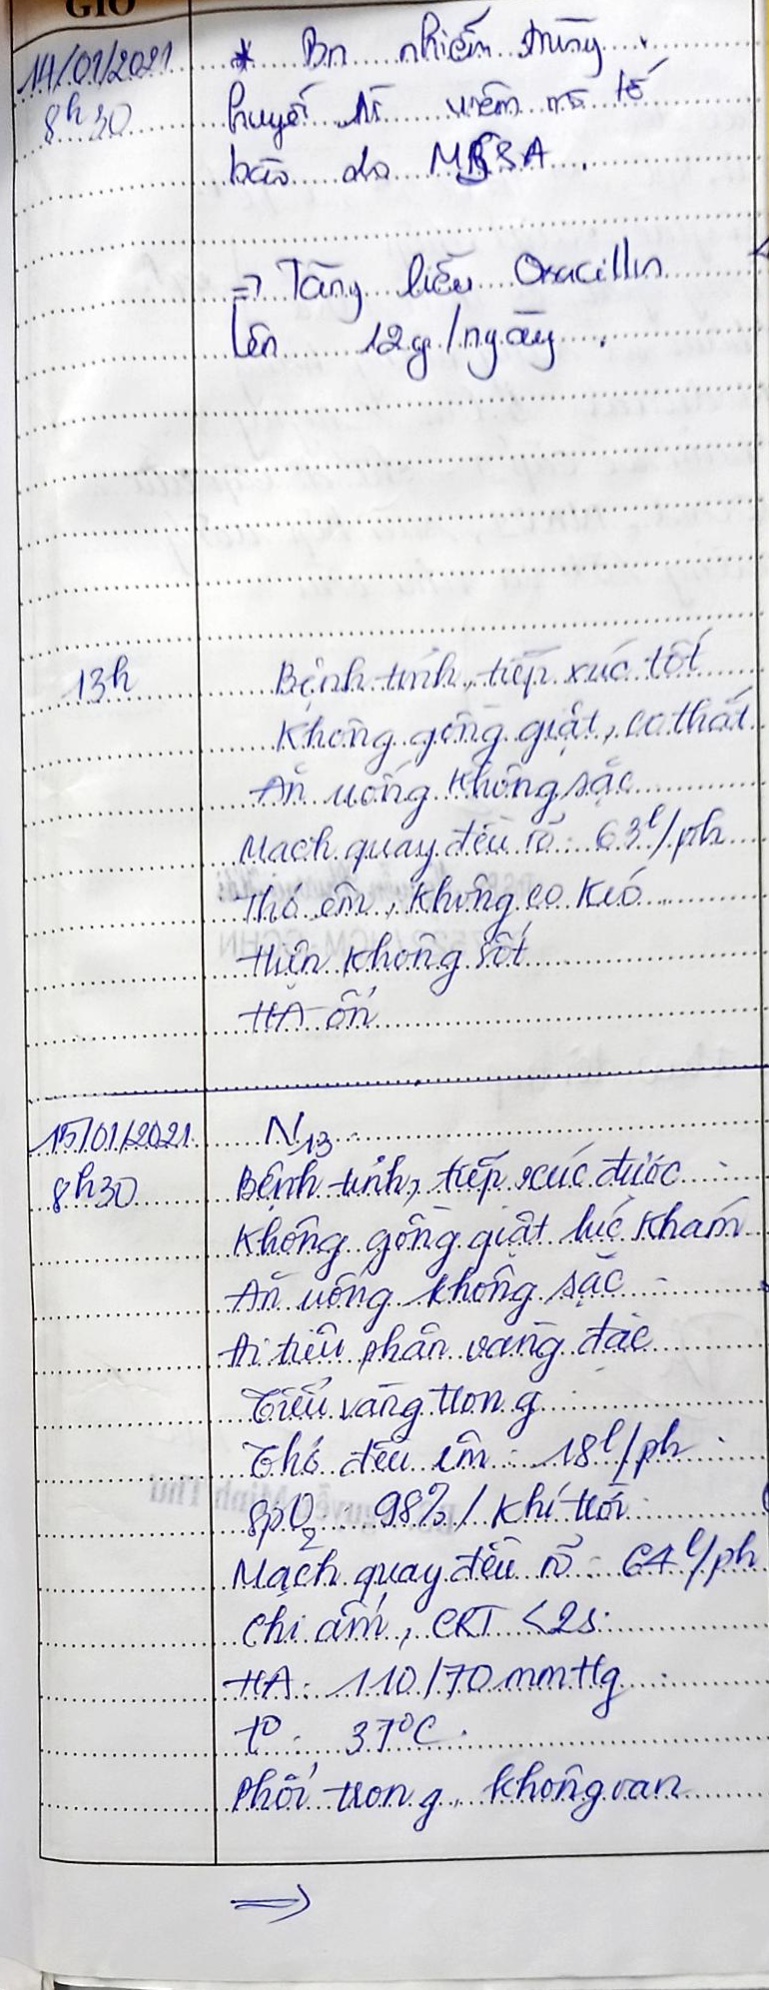 GIỜ
14/01/2021
8h30
* Bn nhiễm trùng
huyết từ viêm mô tế
bào do MSSA.
=> Tăng liều Oxacillin
lên 12g/ngày.
13h
Bệnh tỉnh, tiếp xúc tốt
Không gồng giật, co thắt
Ăn uống không sặc
Mạch quay đều rõ: 63 l/ph
Thở êm, không co kéo
Hiện không sốt
HA ổn
15/01/2021
8h30
N13
Bệnh tỉnh, tiếp xúc được
Không gồng giật lúc khám
Ăn uống không sặc
Đi tiêu phân vàng đặc
Tiểu vàng trong
Thở đều êm: 18 l/ph
SpO2: 98% / khí trời
Mạch quay đều rõ: 64 l/ph
Chi ấm, CRT <2s.
HA: 110/70 mmHg
t°: 37°C.
Phổi trong, không ran
=>